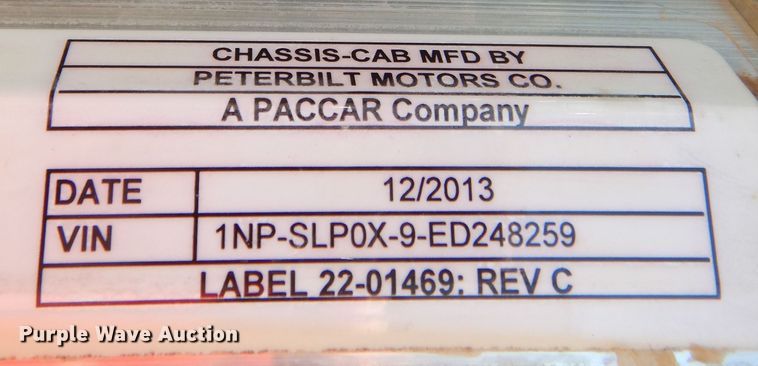 CHASSIS-CAB MFD BY
PETERBILT MOTORS CO.
A PACCAR Company
DATE 12/2013
VIN 1NP-SLP0X-9-ED248259
LABEL 22-01469: REV C
Purple Wave Auction